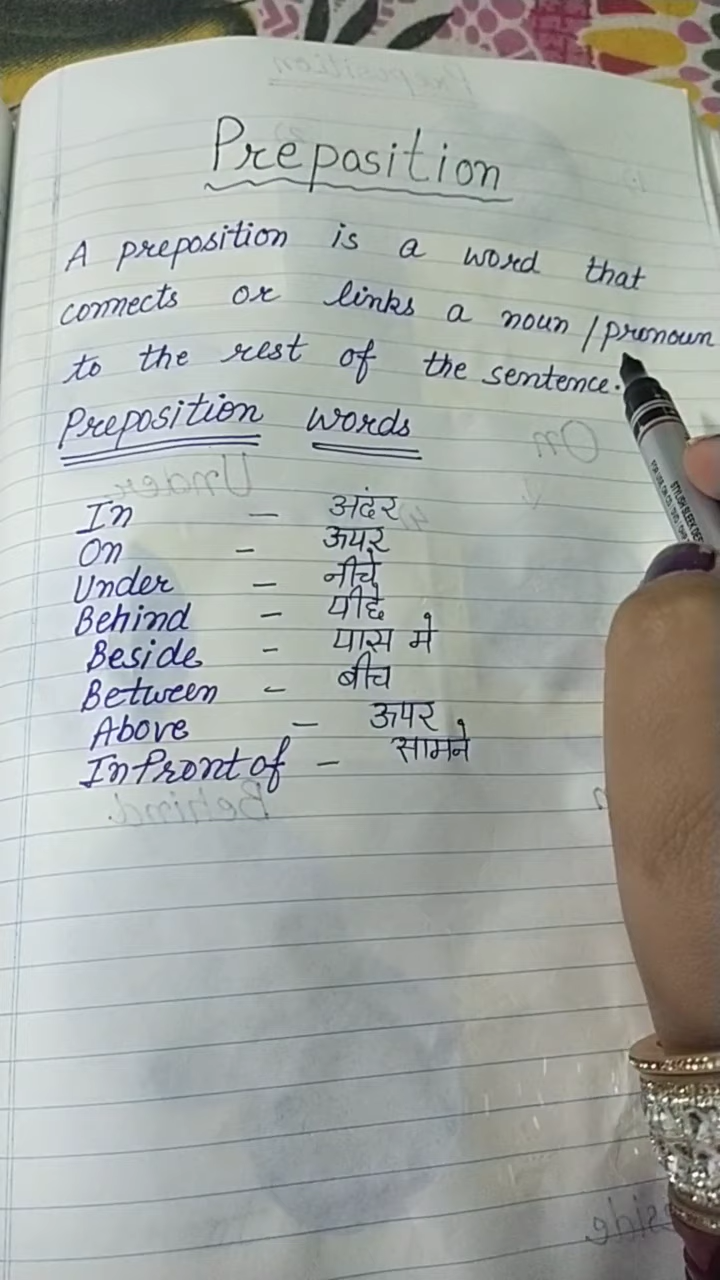 Preposition
A preposition is a word that
connects or links a noun / pronoun
to the rest of the sentence.
Preposition Words
In – अंदर
On – ऊपर
Under – नीचे
Behind – पीछे
Beside – पास मे
Between – बीच
Above – ऊपर
In Front of – सामने